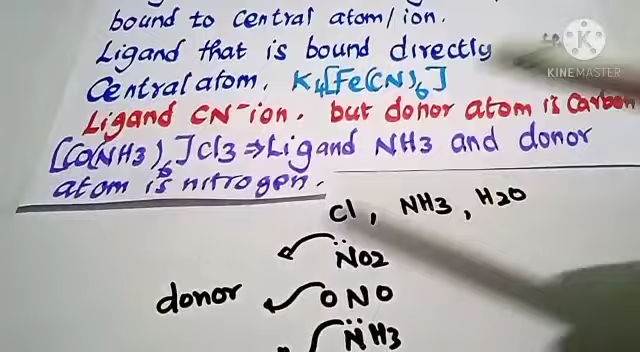 bound to central atom/ion.
Ligand that is bound directly
Central atom. K4[Fe(CN)6]
Ligand CN-ion. but donor atom is Carbon
[Co(NH3)6]Cl3⇒Ligand NH3 and donor
atom is nitrogen.
Cl, NH3, H2O
NO2
donor ONO
NH3
KINEMASTER